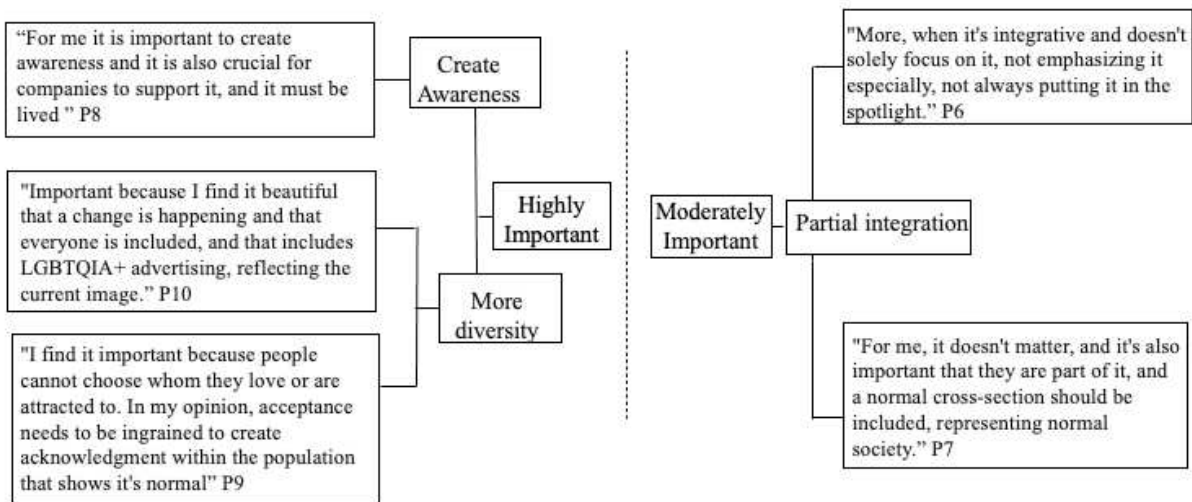 “For me it is important to create
awareness and it is also crucial for
companies to support it, and it must be
lived ” P8
Create
Awareness
"Important because I find it beautiful
that a change is happening and that
everyone is included, and that includes
LGBTQIA+ advertising, reflecting the
current image.” P10
Highly
Important
More
diversity
"I find it important because people
cannot choose whom they love or are
attracted to. In my opinion, acceptance
needs to be ingrained to create
acknowledgment within the population
that shows it's normal” P9
"More, when it's integrative and doesn't
solely focus on it, not emphasizing it
especially, not always putting it in the
spotlight.” P6
Moderately
Important
Partial integration
"For me, it doesn't matter, and it's also
important that they are part of it, and
a normal cross-section should be
included, representing normal
society.” P7